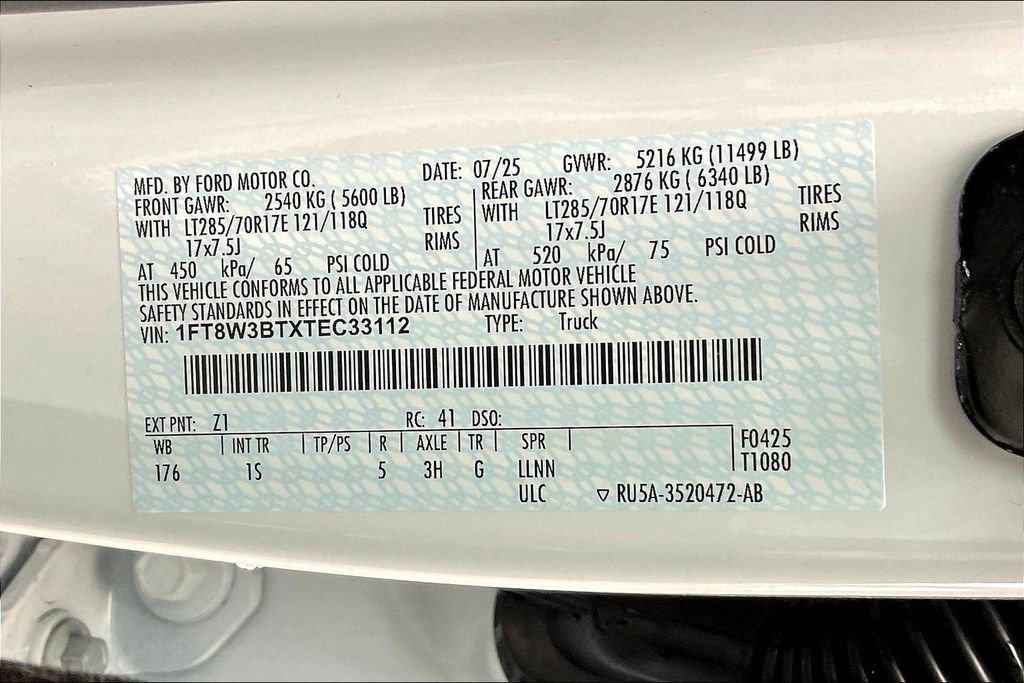 MFD. BY FORD MOTOR CO. DATE: 07/25 GVWR: 5216 KG (11499 LB)
FRONT GAWR: 2540 KG ( 5600 LB) REAR GAWR: 2876 KG ( 6340 LB)
WITH LT285/70R17E 121/118Q TIRES WITH LT285/70R17E 121/118Q TIRES
17x7.5J RIMS 17x7.5J RIMS
AT 450 kPa/ 65 PSI COLD AT 520 kPa/ 75 PSI COLD
THIS VEHICLE CONFORMS TO ALL APPLICABLE FEDERAL MOTOR VEHICLE
SAFETY STANDARDS IN EFFECT ON THE DATE OF MANUFACTURE SHOWN ABOVE.
VIN: 1FT8W3BTXTEC33112 TYPE: Truck
EXT PNT: Z1 RC: 41 DSO:
WB INT TR TP/PS R AXLE TR SPR F0425
176 1S 5 3H G LLNN T1080
ULC ▽ RU5A-3520472-AB